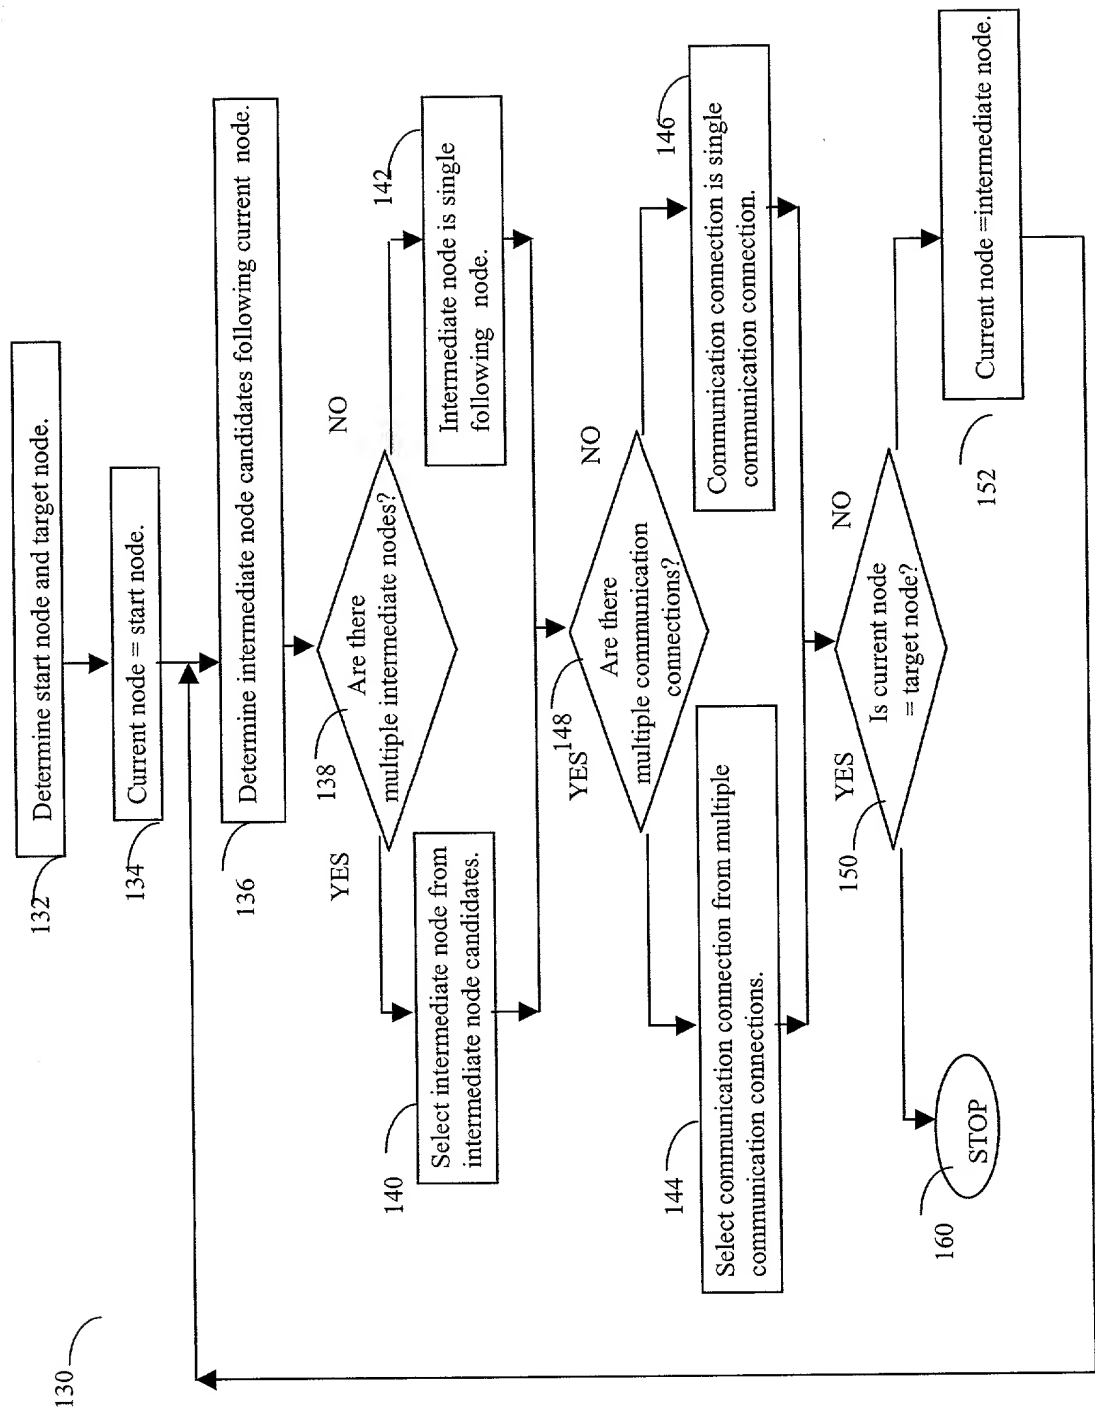 130
132
Determine start node and target node.
134
Current node = start node.
136
Determine intermediate node candidates following current node.
138
Are there
multiple intermediate nodes?
YES
NO
140
Select intermediate node from
intermediate node candidates.
142
Intermediate node is single
following node.
148
Are there
multiple communication
connections?
YES
NO
144
Select communication connection from multiple
communication connections.
146
Communication connection is single
communication connection.
150
Is current node
= target node?
YES
NO
160
STOP
152
Current node =intermediate node.